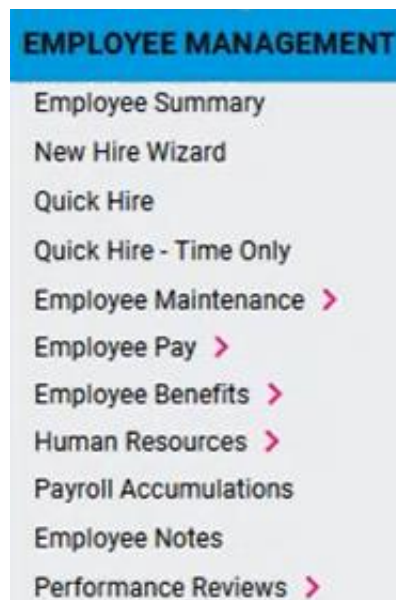 EMPLOYEE MANAGEMENT
Employee Summary
New Hire Wizard
Quick Hire
Quick Hire - Time Only
Employee Maintenance
Employee Pay
Employee Benefits
Human Resources
Payroll Accumulations
Employee Notes
Performance Reviews